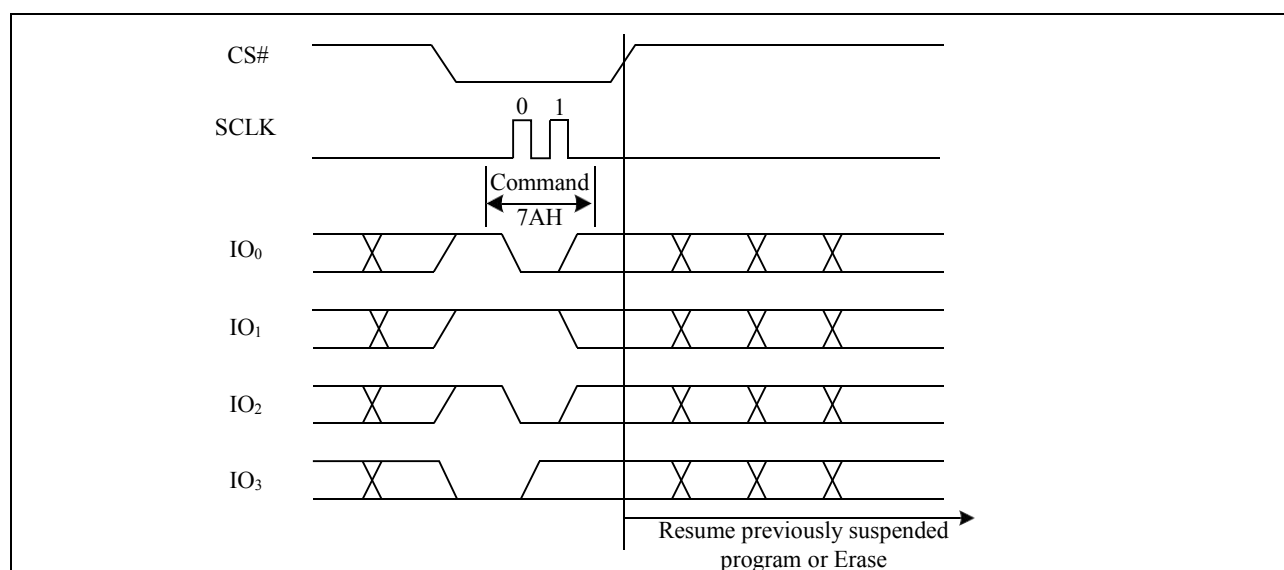 CS#
0 1
SCLK
Command
7AH
IO0
IO1
IO2
IO3
Resume previously suspended
program or Erase